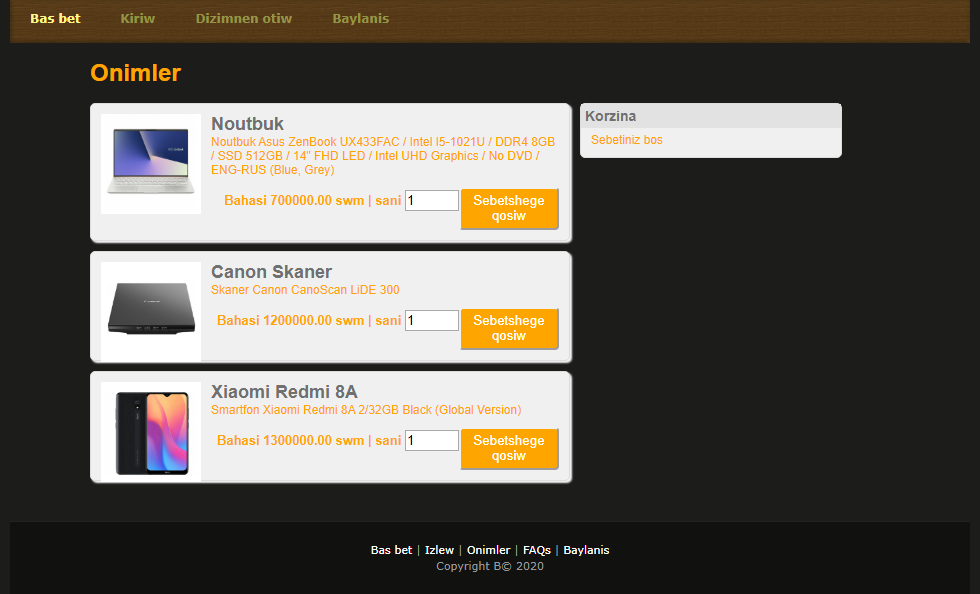 Bas bet Kiriw Dizimnen otiw Baylanis
Onimler
Noutbuk
Noutbuk Asus ZenBook UX433FAC / Intel I5-1021U / DDR4 8GB
/ SSD 512GB / 14" FHD LED / Intel UHD Graphics / No DVD /
ENG-RUS (Blue, Grey)
Bahasi 700000.00 swm | sani 1 Sebetshege
qosiw
Korzina
Sebetiniz bos
Canon Skaner
Skaner Canon CanoScan LiDE 300
Bahasi 1200000.00 swm | sani 1 Sebetshege
qosiw
Xiaomi Redmi 8A
Smartfon Xiaomi Redmi 8A 2/32GB Black (Global Version)
Bahasi 1300000.00 swm | sani 1 Sebetshege
qosiw
Bas bet | Izlew | Onimler | FAQs | Baylanis
Copyright В© 2020